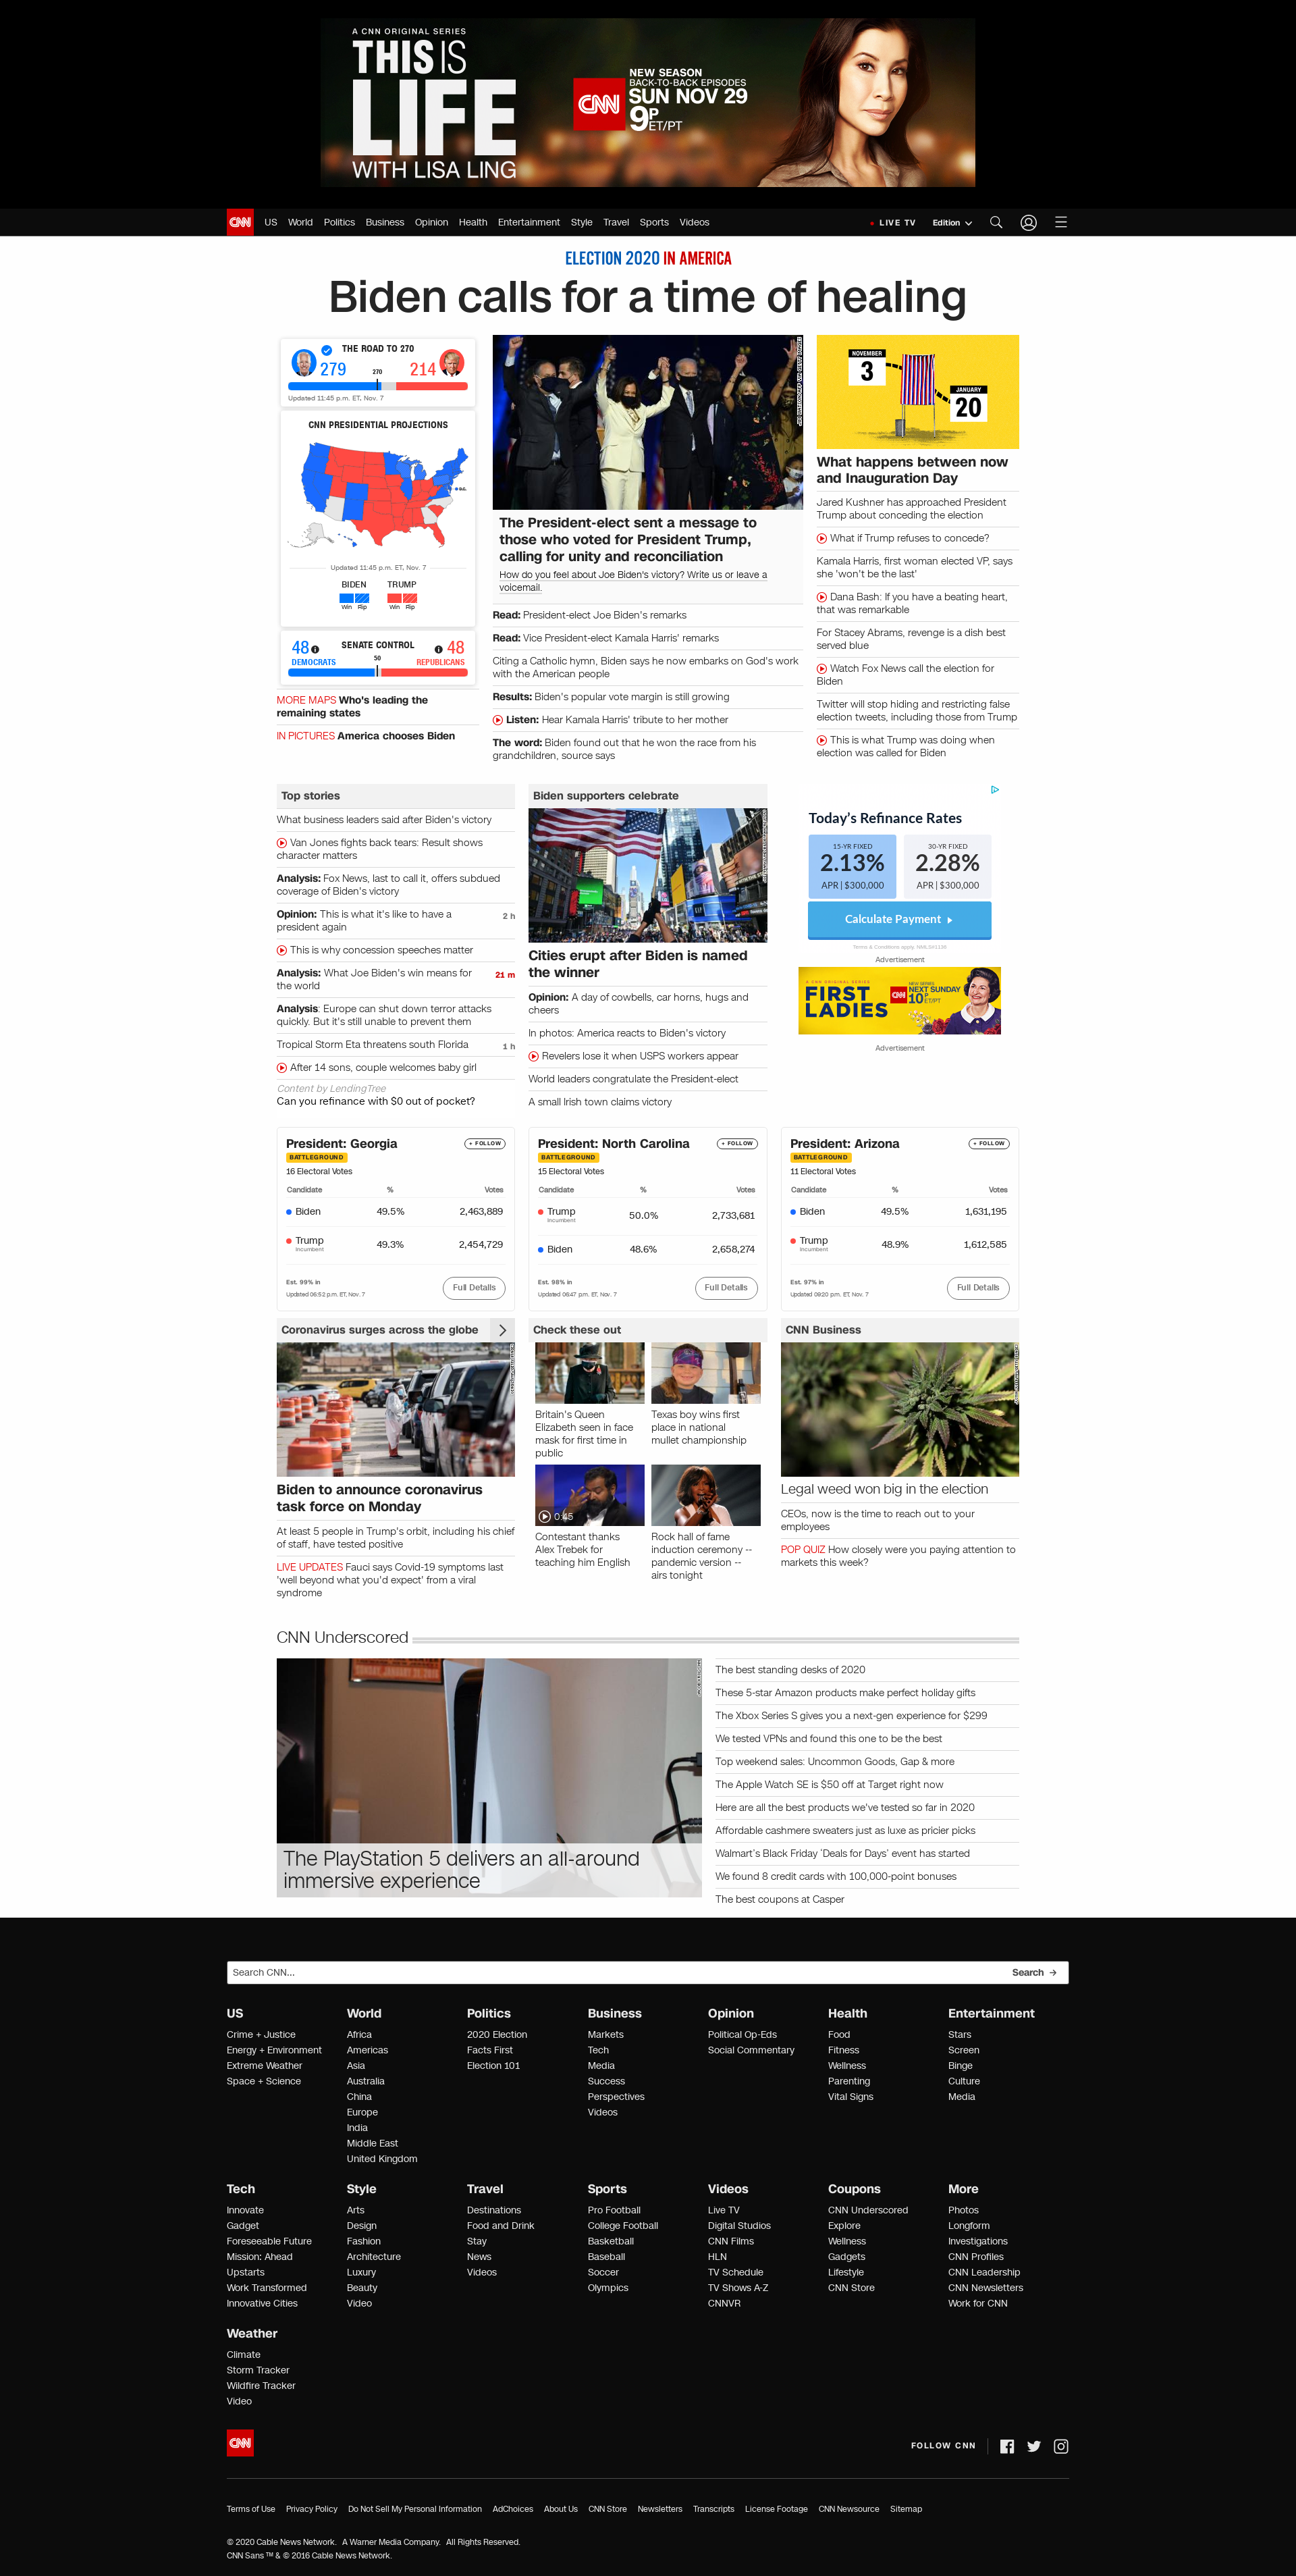 A CNN ORIGINAL SERIES
THIS IS
LIFE
WITH LISA LING
CNN
NEW SEASON
BACK-TO-BACK EPISODES
SUN NOV 29
9P ET/PT
CNN
US World Politics Business Opinion Health Entertainment Style Travel Sports Videos
LIVE TV Edition
ELECTION 2020 IN AMERICA
Biden calls for a time of healing
THE ROAD TO 270
279
270
214
Updated 11:45 p.m. ET, Nov. 7
CNN PRESIDENTIAL PROJECTIONS
D.C.
Updated 11:45 p.m. ET, Nov. 7
BIDEN TRUMP
Win Flip Win Flip
48 SENATE CONTROL 48
DEMOCRATS 50 REPUBLICANS
MORE MAPS Who's leading the
remaining states
IN PICTURES America chooses Biden
The President-elect sent a message to
those who voted for President Trump,
calling for unity and reconciliation
How do you feel about Joe Biden's victory? Write us or leave a
voicemail.
Read: President-elect Joe Biden's remarks
Read: Vice President-elect Kamala Harris' remarks
Citing a Catholic hymn, Biden says he now embarks on God's work
with the American people
Results: Biden's popular vote margin is still growing
Listen: Hear Kamala Harris' tribute to her mother
The word: Biden found out that he won the race from his
grandchildren, source says
NOVEMBER
3
JANUARY
20
What happens between now
and Inauguration Day
Jared Kushner has approached President
Trump about conceding the election
What if Trump refuses to concede?
Kamala Harris, first woman elected VP, says
she 'won't be the last'
Dana Bash: If you have a beating heart,
that was remarkable
For Stacey Abrams, revenge is a dish best
served blue
Watch Fox News call the election for
Biden
Twitter will stop hiding and restricting false
election tweets, including those from Trump
This is what Trump was doing when
election was called for Biden
Top stories
What business leaders said after Biden's victory
Van Jones fights back tears: Result shows
character matters
Analysis: Fox News, last to call it, offers subdued
coverage of Biden's victory
Opinion: This is what it's like to have a
president again
2 h
This is why concession speeches matter
Analysis: What Joe Biden's win means for
the world
21 m
Analysis: Europe can shut down terror attacks
quickly. But it's still unable to prevent them
Tropical Storm Eta threatens south Florida
1 h
After 14 sons, couple welcomes baby girl
Content by LendingTree
Can you refinance with $0 out of pocket?
Biden supporters celebrate
Cities erupt after Biden is named
the winner
Opinion: A day of cowbells, car horns, hugs and
cheers
In photos: America reacts to Biden's victory
Revelers lose it when USPS workers appear
World leaders congratulate the President-elect
A small Irish town claims victory
Today's Refinance Rates
15-YR FIXED 30-YR FIXED
2.13% 2.28%
APR | $300,000 APR | $300,000
Calculate Payment
Terms & Conditions apply. NMLS#1136
Advertisement
A CNN ORIGINAL SERIES
FIRST
LADIES
CNN
NEW SERIES
NEXT SUNDAY
10P ET/PT
Advertisement
President: Georgia + FOLLOW
BATTLEGROUND
16 Electoral Votes
Candidate % Votes
Biden 49.5% 2,463,889
Trump 49.3% 2,454,729
Incumbent
Est. 99% in
Updated 06:52 p.m. ET, Nov. 7
Full Details
President: North Carolina + FOLLOW
BATTLEGROUND
15 Electoral Votes
Candidate % Votes
Trump 50.0% 2,733,681
Incumbent
Biden 48.6% 2,658,274
Est. 98% in
Updated 06:47 p.m. ET, Nov. 7
Full Details
President: Arizona + FOLLOW
BATTLEGROUND
11 Electoral Votes
Candidate % Votes
Biden 49.5% 1,631,195
Trump 48.9% 1,612,585
Incumbent
Est. 97% in
Updated 09:20 p.m. ET, Nov. 7
Full Details
Coronavirus surges across the globe
Biden to announce coronavirus
task force on Monday
At least 5 people in Trump's orbit, including his chief
of staff, have tested positive
LIVE UPDATES Fauci says Covid-19 symptoms last
'well beyond what you'd expect' from a viral
syndrome
Check these out
Britain's Queen
Elizabeth seen in face
mask for first time in
public
Texas boy wins first
place in national
mullet championship
0:45
Contestant thanks
Alex Trebek for
teaching him English
Rock hall of fame
induction ceremony --
pandemic version --
airs tonight
CNN Business
Legal weed won big in the election
CEOs, now is the time to reach out to your
employees
POP QUIZ How closely were you paying attention to
markets this week?
CNN Underscored
The PlayStation 5 delivers an all-around
immersive experience
The best standing desks of 2020
These 5-star Amazon products make perfect holiday gifts
The Xbox Series S gives you a next-gen experience for $299
We tested VPNs and found this one to be the best
Top weekend sales: Uncommon Goods, Gap & more
The Apple Watch SE is $50 off at Target right now
Here are all the best products we've tested so far in 2020
Affordable cashmere sweaters just as luxe as pricier picks
Walmart's Black Friday 'Deals for Days' event has started
We found 8 credit cards with 100,000-point bonuses
The best coupons at Casper
Search CNN... Search →
US
Crime + Justice
Energy + Environment
Extreme Weather
Space + Science
World
Africa
Americas
Asia
Australia
China
Europe
India
Middle East
United Kingdom
Politics
2020 Election
Facts First
Election 101
Business
Markets
Tech
Media
Success
Perspectives
Videos
Opinion
Political Op-Eds
Social Commentary
Health
Food
Fitness
Wellness
Parenting
Vital Signs
Entertainment
Stars
Screen
Binge
Culture
Media
Tech
Innovate
Gadget
Foreseeable Future
Mission: Ahead
Upstarts
Work Transformed
Innovative Cities
Style
Arts
Design
Fashion
Architecture
Luxury
Beauty
Video
Travel
Destinations
Food and Drink
Stay
News
Videos
Sports
Pro Football
College Football
Basketball
Baseball
Soccer
Olympics
Videos
Live TV
Digital Studios
CNN Films
HLN
TV Schedule
TV Shows A-Z
CNNVR
Coupons
CNN Underscored
Explore
Wellness
Gadgets
Lifestyle
CNN Store
More
Photos
Longform
Investigations
CNN Profiles
CNN Leadership
CNN Newsletters
Work for CNN
Weather
Climate
Storm Tracker
Wildfire Tracker
Video
CNN
FOLLOW CNN
Terms of Use Privacy Policy Do Not Sell My Personal Information AdChoices About Us CNN Store Newsletters Transcripts License Footage CNN Newsource Sitemap
© 2020 Cable News Network. A Warner Media Company. All Rights Reserved.
CNN Sans ™ & © 2016 Cable News Network.